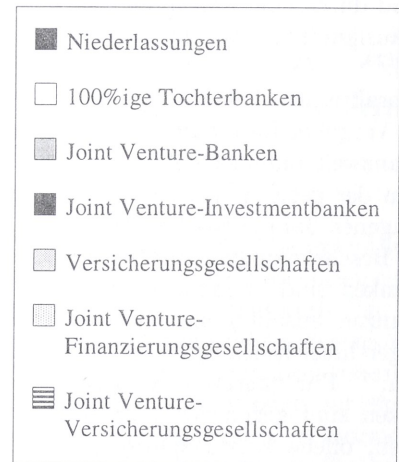 Niederlassungen
100%ige Tochterbanken
Joint Venture-Banken
Joint Venture-Investmentbanken
Versicherungsgesellschaften
Joint Venture-
Finanzierungsgesellschaften
Joint Venture-
Versicherungsgesellschaften